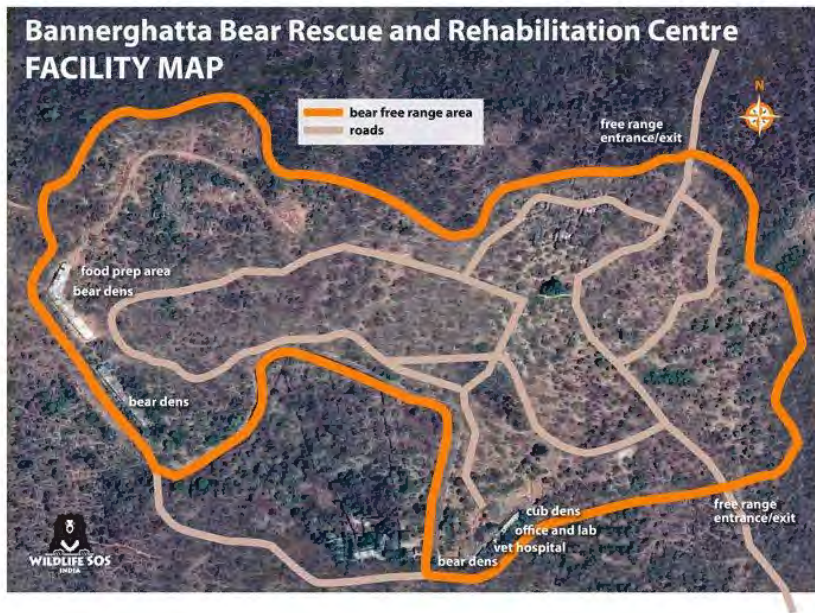 Bannerghatta Bear Rescue and Rehabilitation Centre
FACILITY MAP
bear free range area
roads
N
free range
entrance/exit
food prep area
bear dens
bear dens
free range
entrance/exit
cub dens
office and lab
vet hospital
bear dens
WILDLIFE SOS
INDIA